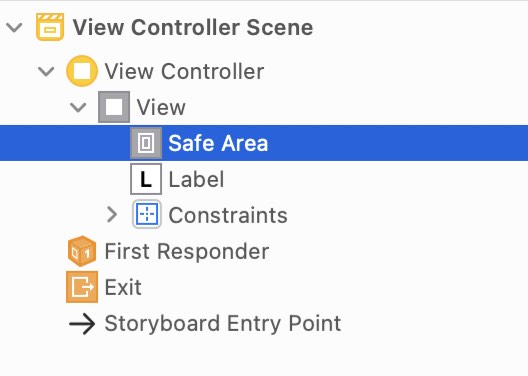 View Controller Scene
View Controller
View
Safe Area
L Label
Constraints
First Responder
Exit
Storyboard Entry Point